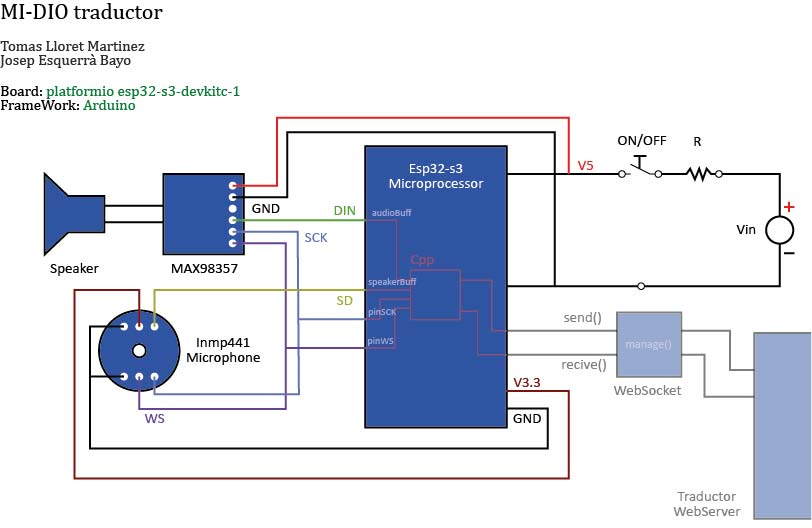 MI-DIO traductor
Tomas Lloret Martinez
Josep Esquerrà Bayo
Board: platformio esp32-s3-devkitc-1
FrameWork: Arduino
ON/OFF
R
V5
Esp32-s3
Microprocessor
GND
DIN
audioBuff
SCK
Vin
+
-
Speaker
MAX98357
Cpp
speakerBuff
SD
pinSCK
send()
pinWS
manage()
Inmp441
Microphone
recive()
V3.3
WebSocket
WS
GND
Traductor
WebServer